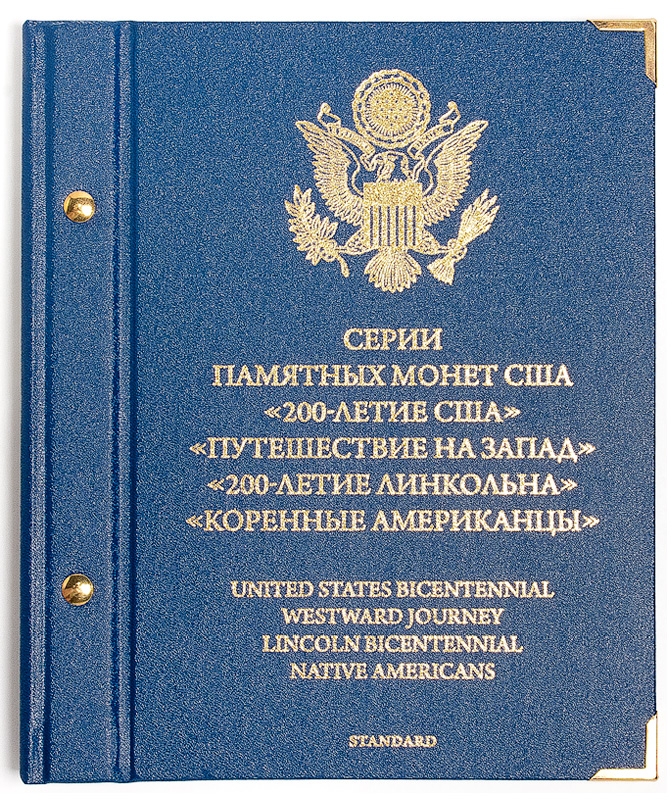 СЕРИИ
ПАМЯТНЫХ МОНЕТ США
«200-ЛЕТИЕ США»
«ПУТЕШЕСТВИЕ НА ЗАПАД»
«200-ЛЕТИЕ ЛИНКОЛЬНА»
«КОРЕННЫЕ АМЕРИКАНЦЫ»
UNITED STATES BICENTENNIAL
WESTWARD JOURNEY
LINCOLN BICENTENNIAL
NATIVE AMERICANS
STANDARD